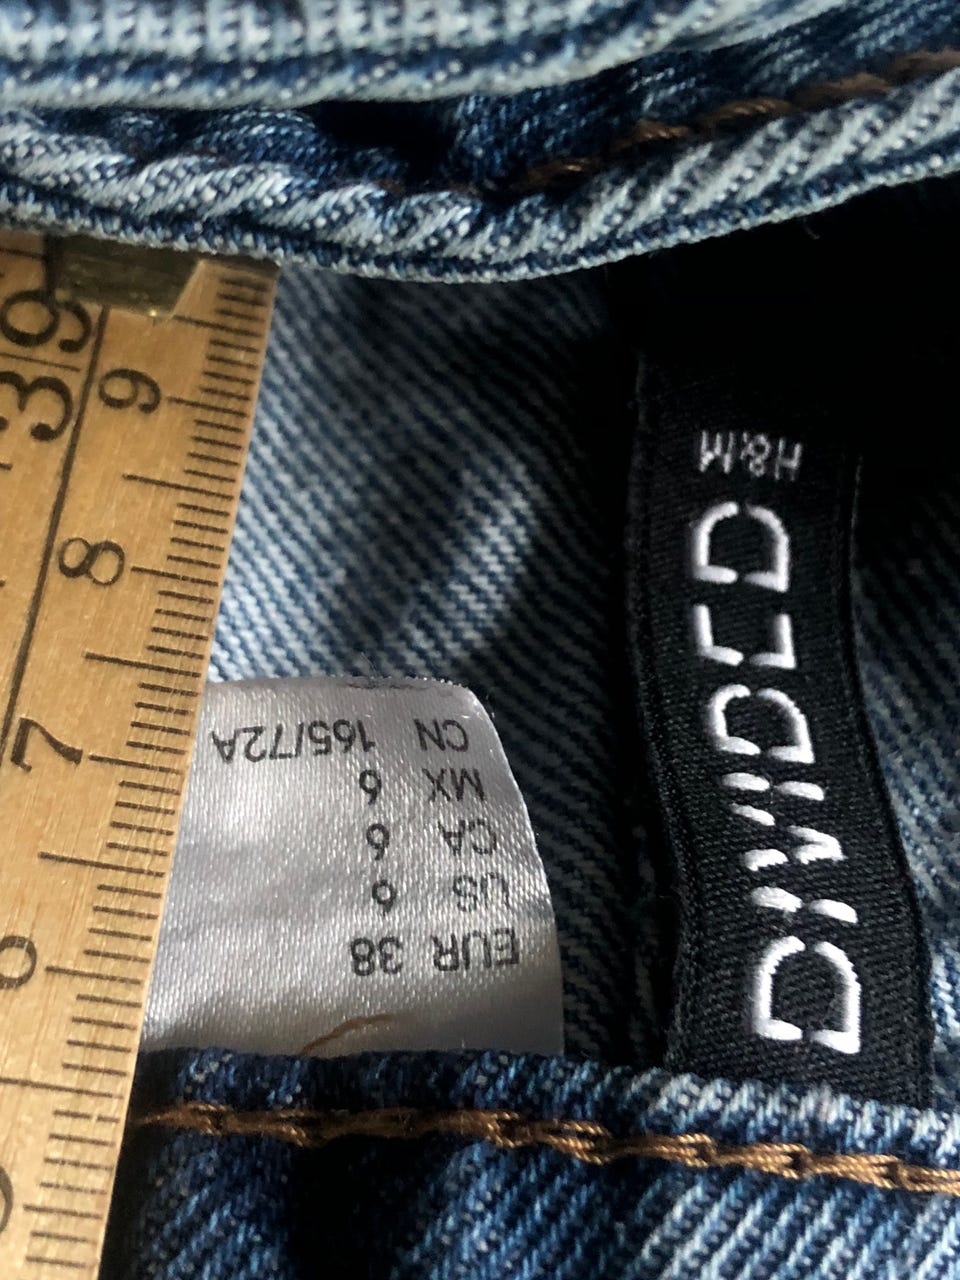 EUR 38
US 6
CA 6
MX 6
CN 165/72A
DIVIDED
H&M
39
9
8
7
6